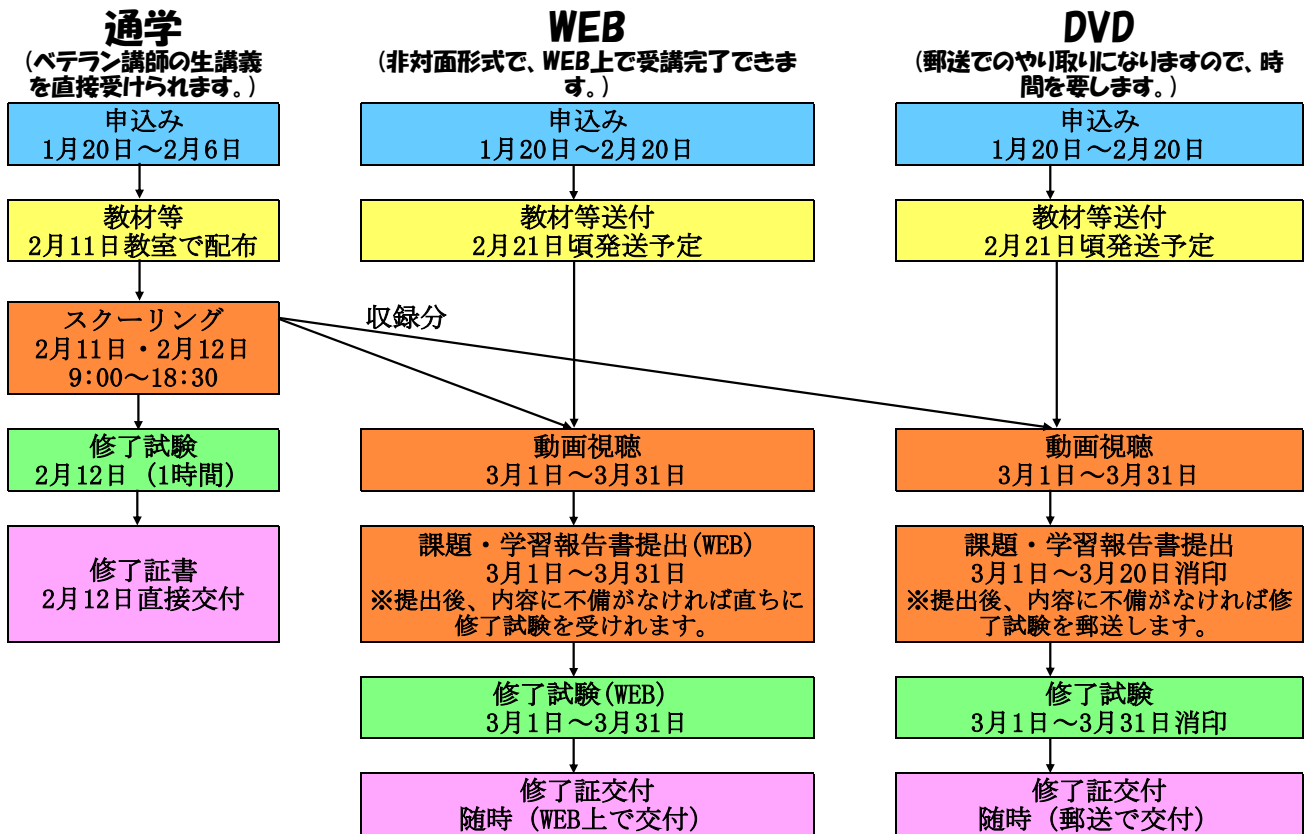 通学
(ベテラン講師の生講義
を直接受けられます。)
申込み
1月20日～2月6日
教材等
2月11日教室で配布
スクーリング
2月11日・2月12日
9:00～18:30
修了試験
2月12日 (1時間)
修了証書
2月12日直接交付
WEB
(非対面形式で、WEB上で受講完了できま
す。)
申込み
1月20日～2月20日
教材等送付
2月21日頃発送予定
収録分
動画視聴
3月1日～3月31日
課題・学習報告書提出(WEB)
3月1日～3月31日
※提出後、内容に不備がなければ直ちに
修了試験を受けれます。
修了試験(WEB)
3月1日～3月31日
修了証交付
随時 (WEB上で交付)
DVD
(郵送でのやり取りになりますので、時
間を要します。)
申込み
1月20日～2月20日
教材等送付
2月21日頃発送予定
動画視聴
3月1日～3月31日
課題・学習報告書提出
3月1日～3月20日消印
※提出後、内容に不備がなければ修
了試験を郵送します。
修了試験
3月1日～3月31日消印
修了証交付
随時 (郵送で交付)